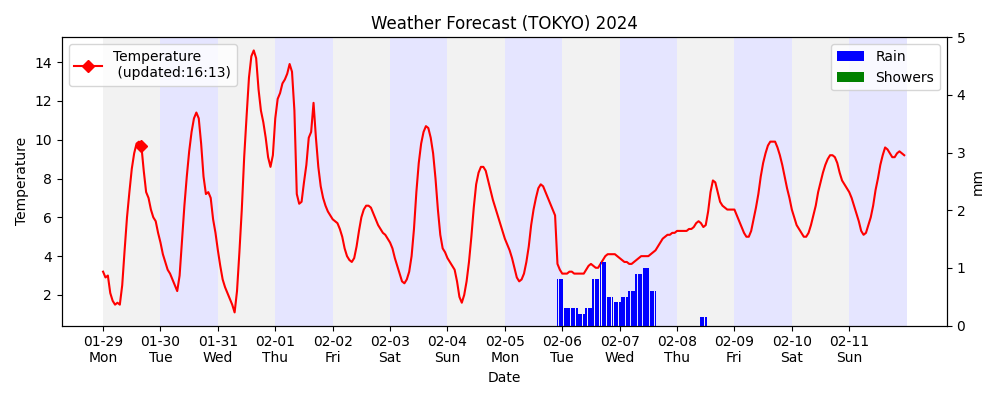 Weather Forecast (TOKYO) 2024
Temperature
(updated:16:13)
Rain
Showers
Temperature
14
12
10
8
6
4
2
5
4
3
2
1
0
mm
01-29 01-30 01-31 02-01 02-02 02-03 02-04 02-05 02-06 02-07 02-08 02-09 02-10 02-11
Mon Tue Wed Thu Fri Sat Sun Mon Tue Wed Thu Fri Sat Sun
Date